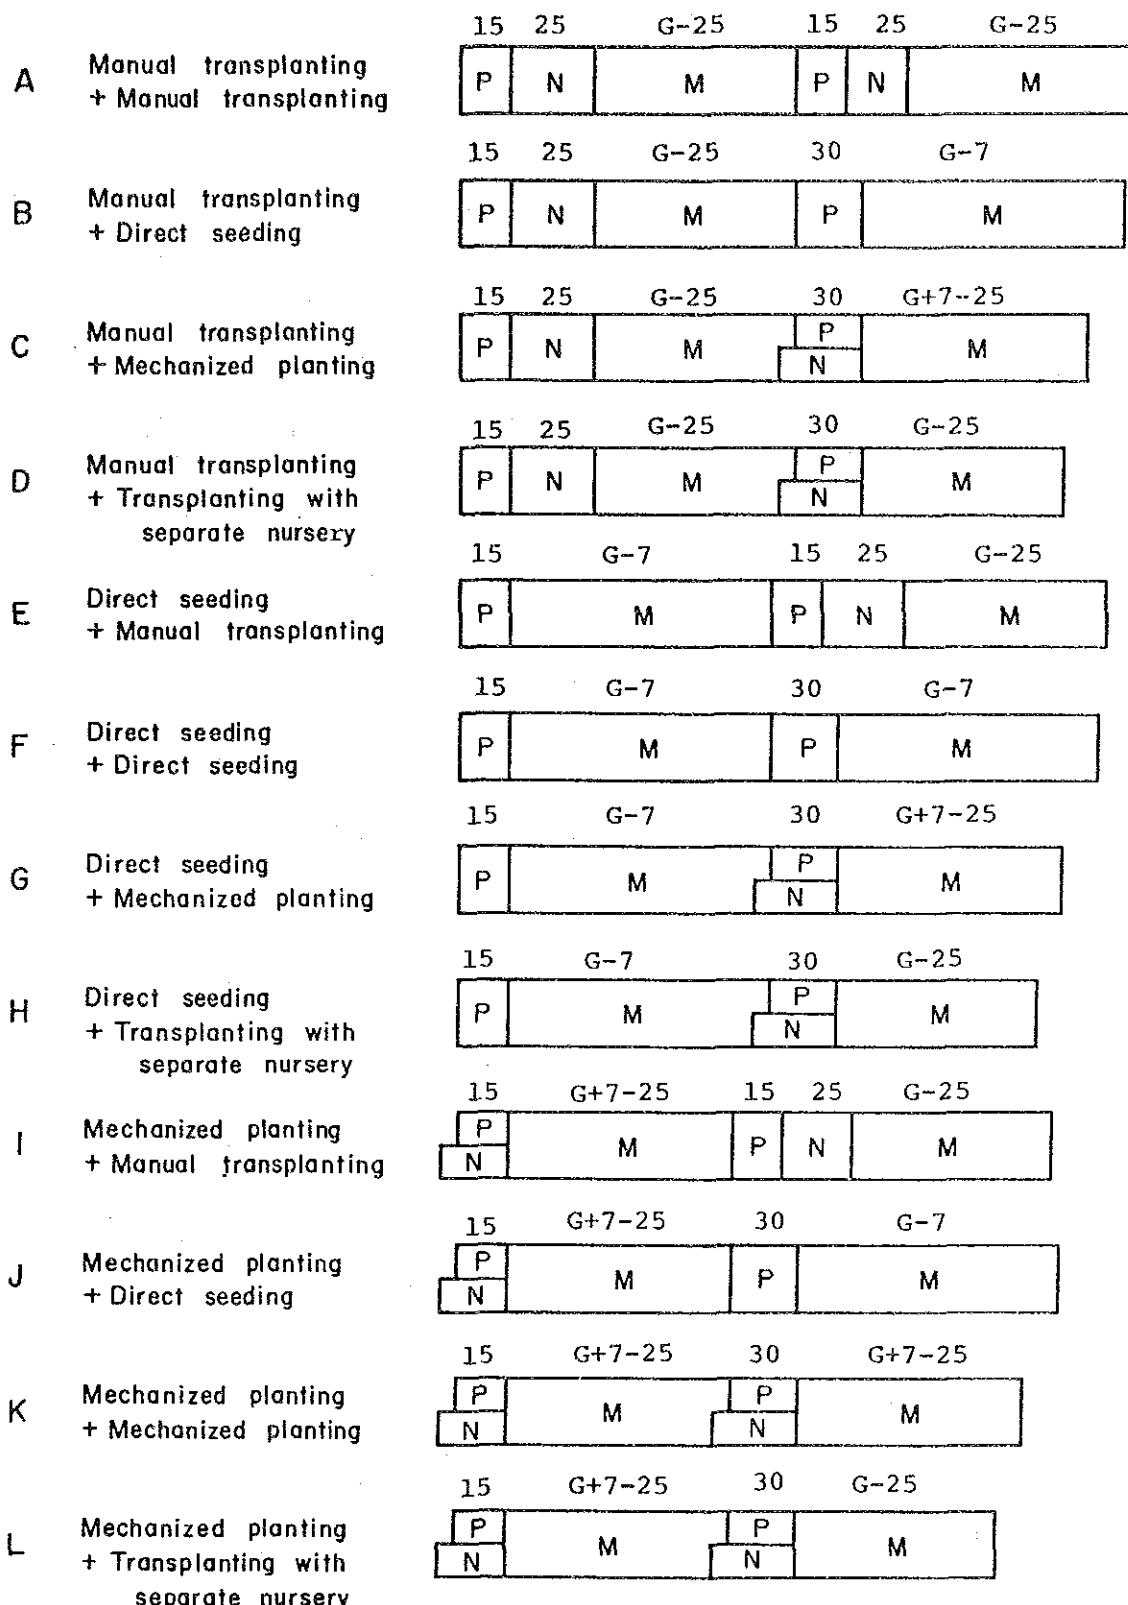 15 25 G-25 15 25 G-25
A Manual transplanting
+ Manual transplanting
P N M P N M
15 25 G-25 30 G-7
B Manual transplanting
+ Direct seeding
P N M P M
15 25 G-25 30 G+7-25
C Manual transplanting
+ Mechanized planting
P N M P N M
15 25 G-25 30 G-25
D Manual transplanting
+ Transplanting with
separate nursery
P N M P N M
15 G-7 15 25 G-25
E Direct seeding
+ Manual transplanting
P M P N M
15 G-7 30 G-7
F Direct seeding
+ Direct seeding
P M P M
15 G-7 30 G+7-25
G Direct seeding
+ Mechanized planting
P M P N M
15 G-7 30 G-25
H Direct seeding
+ Transplanting with
separate nursery
P M P N M
15 G+7-25 15 25 G-25
I Mechanized planting
+ Manual transplanting
P N M P N M
15 G+7-25 30 G-7
J Mechanized planting
+ Direct seeding
P N M P M
15 G+7-25 30 G+7-25
K Mechanized planting
+ Mechanized planting
P N M P N M
15 G+7-25 30 G-25
L Mechanized planting
+ Transplanting with
separate nursery
P N M P N M